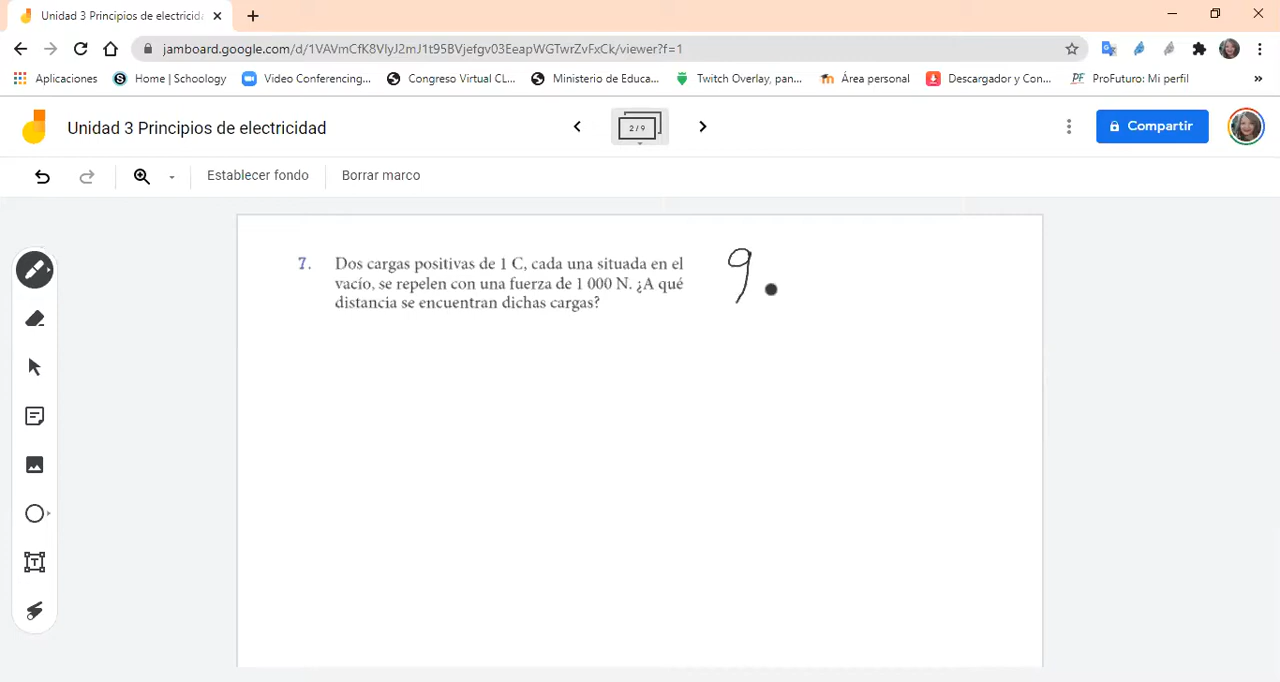 Unidad 3 Principios de electricida
jamboard.google.com/d/1VAVmCfK8VlyJ2mJ1t95BVjefgv03EeapWGTwrZvFxCk/viewer?f=1
Aplicaciones
Home | Schoology
Video Conferencing...
Congreso Virtual CL...
Ministerio de Educa...
Twitch Overlay, pan...
Área personal
Descargador y Con...
ProFuturo: Mi perfil
»
Unidad 3 Principios de electricidad
2 / 9
Compartir
Establecer fondo
Borrar marco
7. Dos cargas positivas de 1 C, cada una situada en el
vacío, se repelen con una fuerza de 1 000 N. ¿A qué
distancia se encuentran dichas cargas?
9